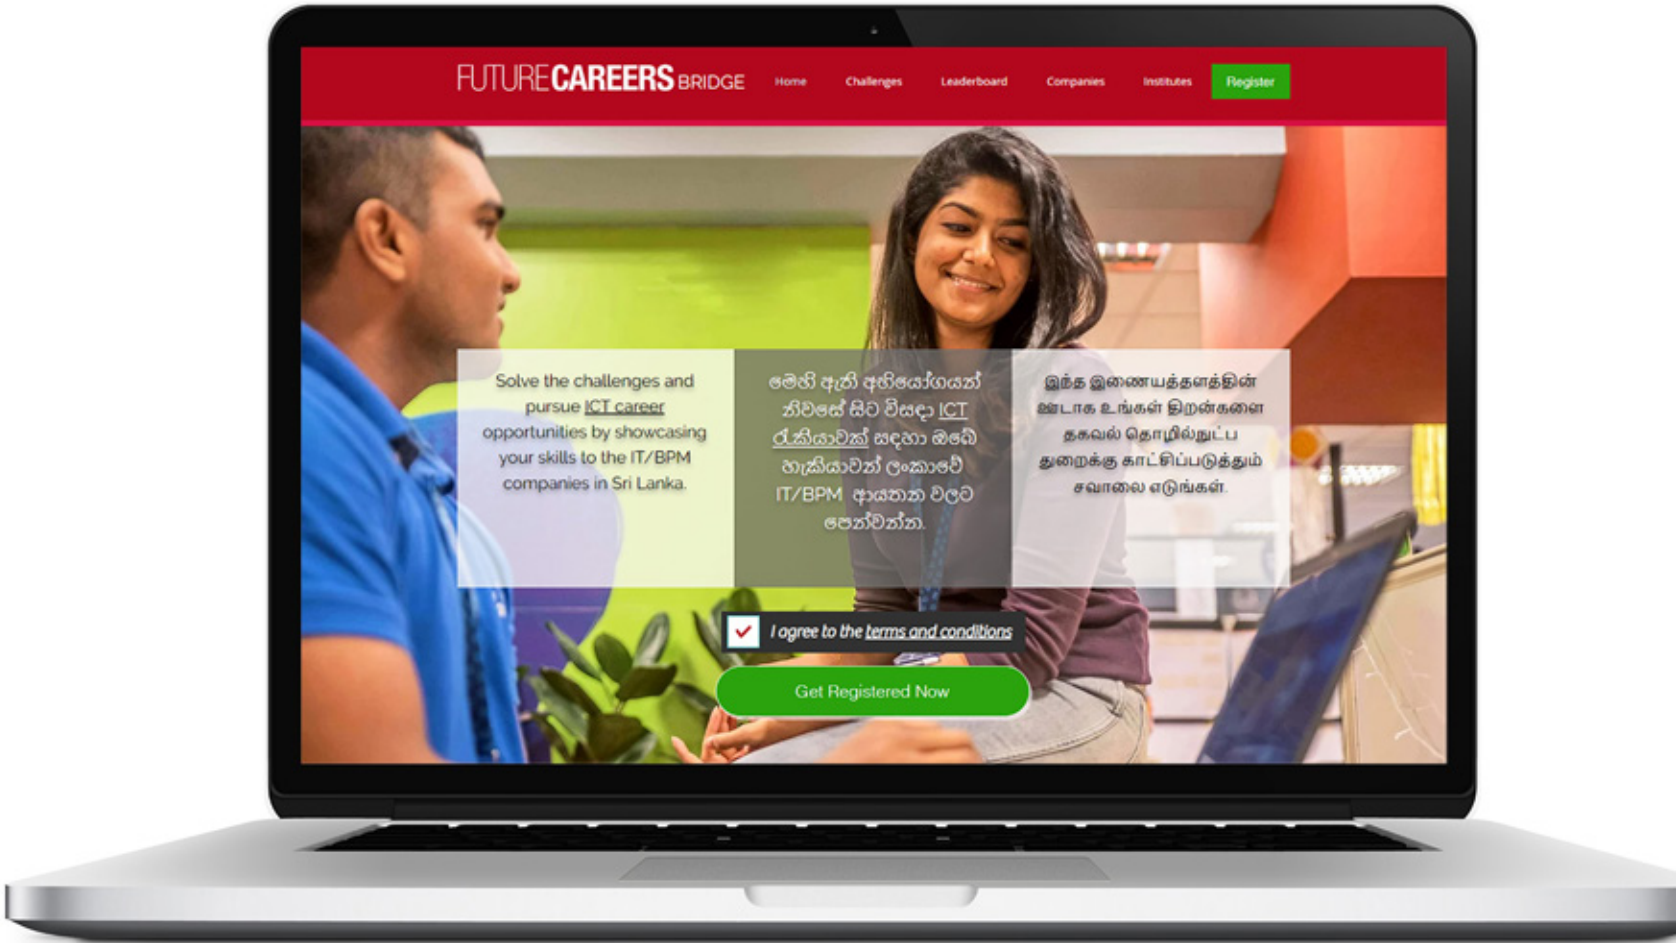 FUTURE CAREERS BRIDGE
Home
Challenges
Leaderboard
Companies
Institutes
Register
Solve the challenges and
pursue ICT career
opportunities by showcasing
your skills to the IT/BPM
companies in Sri Lanka.
මෙහි ඇති අභියෝගයන්
නිවසේ සිට විසඳා ICT
රැකියාවක් සඳහා ඔබේ
හැකියාවන් ලංකාවේ
IT/BPM ආයතන වලට
පෙන්වන්න.
இந்த இணையத்தளத்தின்
ஊடாக உங்கள் திறன்களை
தகவல் தொழில்நுட்ப
துறைக்கு காட்சிப்படுத்தும்
சவாலை எடுங்கள்.
I agree to the terms and conditions
Get Registered Now